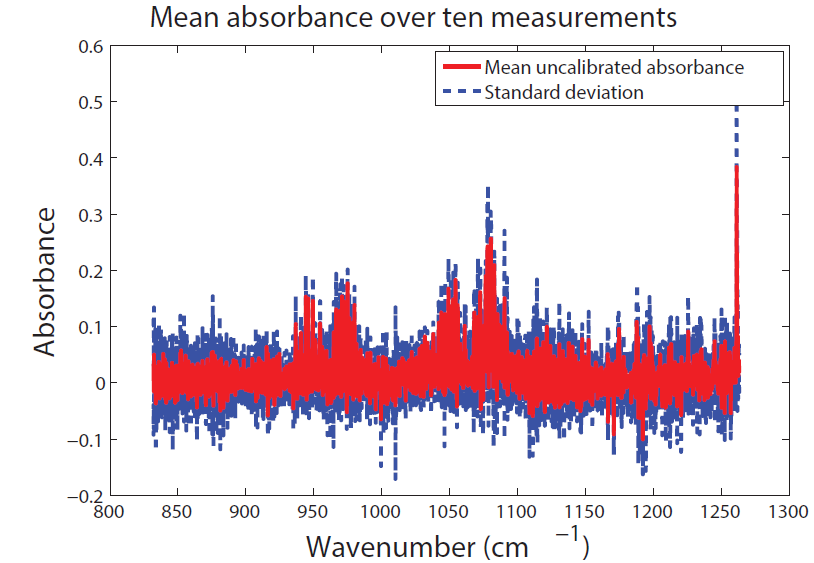 Mean absorbance over ten measurements
0.6
0.5
0.4
0.3
0.2
0.1
0
−0.1
−0.2
Absorbance
Mean uncalibrated absorbance
Standard deviation
800 850 900 950 1000 1050 1100 1150 1200 1250 1300
Wavenumber (cm −1)